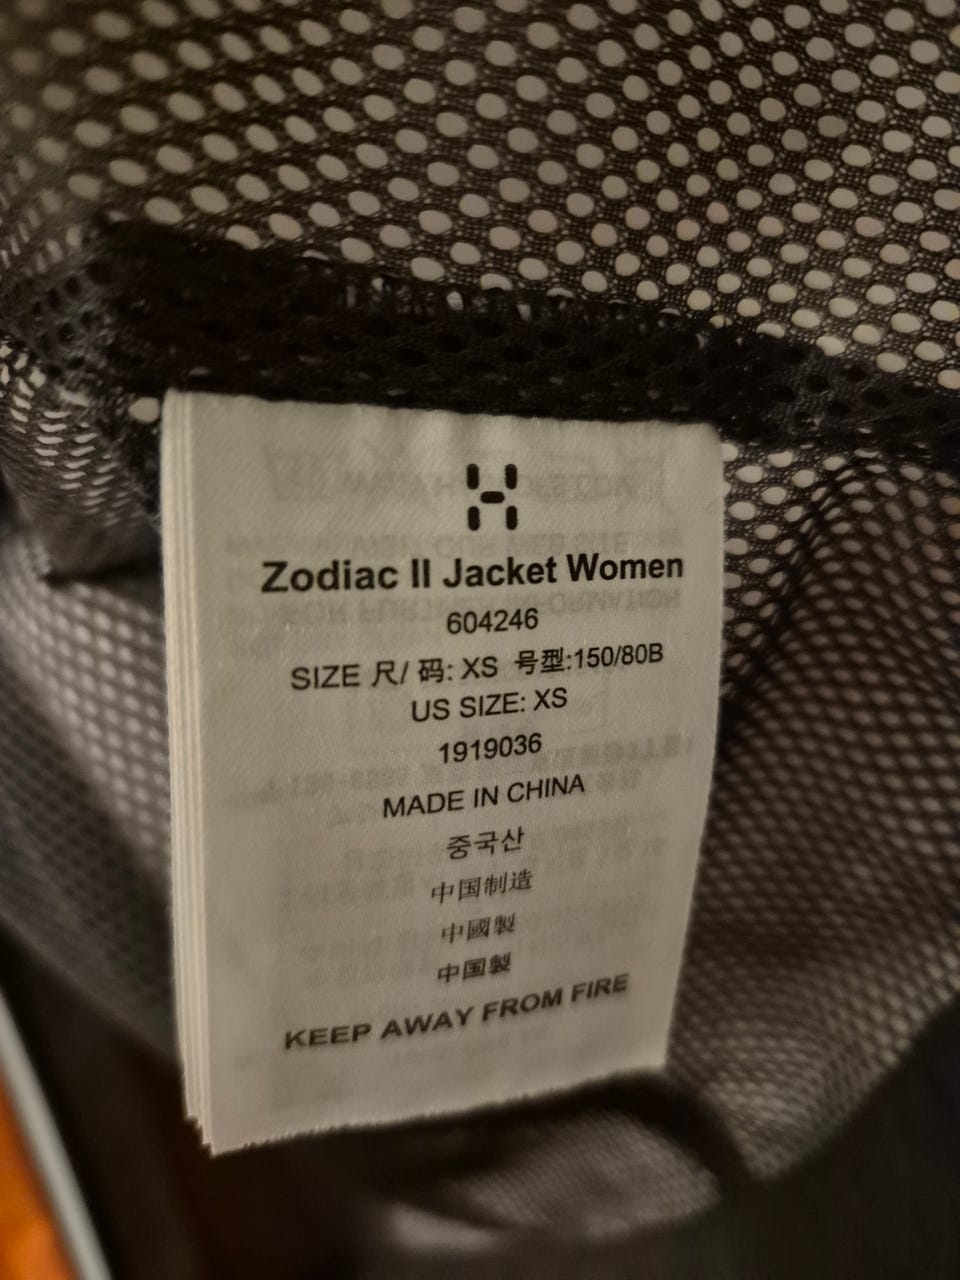 Zodiac II Jacket Women
604246
SIZE 尺/ 码: XS 号型:150/80B
US SIZE: XS
1919036
MADE IN CHINA
중국산
中国制造
中國製
中国製
KEEP AWAY FROM FIRE